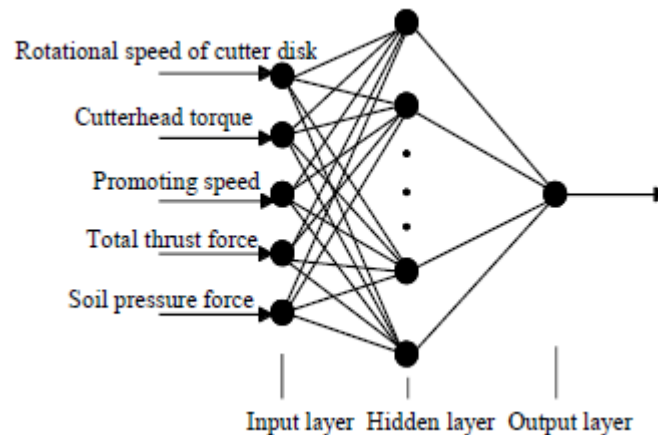 Rotational speed of cutter disk
Cutterhead torque
Promoting speed
Total thrust force
Soil pressure force
Input layer Hidden layer Output layer